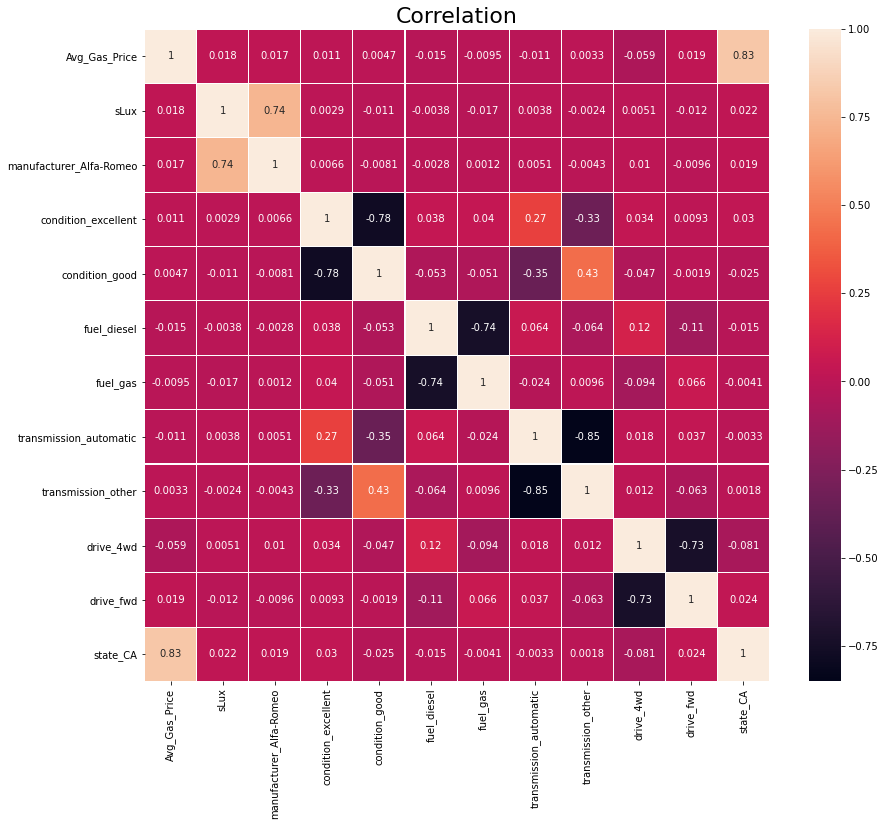 Correlation
Avg_Gas_Price 1 0.018 0.017 0.011 0.0047 -0.015 -0.0095 -0.011 0.0033 -0.059 0.019 0.83
sLux 0.018 1 0.74 0.0029 -0.011 -0.0038 -0.017 0.0038 -0.0024 0.0051 -0.012 0.022
manufacturer_Alfa-Romeo 0.017 0.74 1 0.0066 -0.0081 -0.0028 0.0012 0.0051 -0.0043 0.01 -0.0096 0.019
condition_excellent 0.011 0.0029 0.0066 1 -0.78 0.038 0.04 0.27 -0.33 0.034 0.0093 0.03
condition_good 0.0047 -0.011 -0.0081 -0.78 1 -0.053 -0.051 -0.35 0.43 -0.047 -0.0019 -0.025
fuel_diesel -0.015 -0.0038 -0.0028 0.038 -0.053 1 -0.74 0.064 -0.064 0.12 -0.11 -0.015
fuel_gas -0.0095 -0.017 0.0012 0.04 -0.051 -0.74 1 -0.024 0.0096 -0.094 0.066 -0.0041
transmission_automatic -0.011 0.0038 0.0051 0.27 -0.35 0.064 -0.024 1 -0.85 0.018 0.037 -0.0033
transmission_other 0.0033 -0.0024 -0.0043 -0.33 0.43 -0.064 0.0096 -0.85 1 0.012 -0.063 0.0018
drive_4wd -0.059 0.0051 0.01 0.034 -0.047 0.12 -0.094 0.018 0.012 1 -0.73 -0.081
drive_fwd 0.019 -0.012 -0.0096 0.0093 -0.0019 -0.11 0.066 0.037 -0.063 -0.73 1 0.024
state_CA 0.83 0.022 0.019 0.03 -0.025 -0.015 -0.0041 -0.0033 0.0018 -0.081 0.024 1
Avg_Gas_Price
sLux
manufacturer_Alfa-Romeo
condition_excellent
condition_good
fuel_diesel
fuel_gas
transmission_automatic
transmission_other
drive_4wd
drive_fwd
state_CA
1.00
0.75
0.50
0.25
0.00
-0.25
-0.50
-0.75